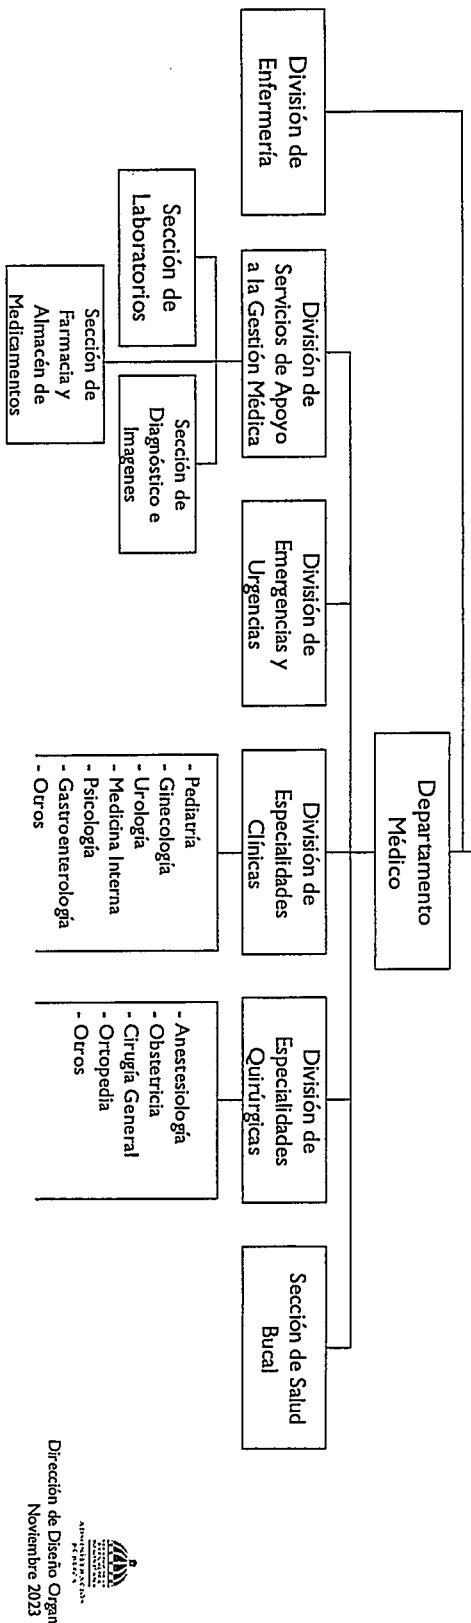 Departamento
Médico
División de
Enfermería
División de
Servicios de Apoyo
a la Gestión Médica
División de
Emergencias y
Urgencias
División de
Especialidades
Clínicas
División de
Especialidades
Quirúrgicas
Sección de Salud
Bucal
Sección de
Laboratorios
Sección de
Diagnóstico e
Imagenes
Sección de
Farmacia y
Almacén de
Medicamentos
- Pediatría
- Ginecología
- Urología
- Medicina Interna
- Psicología
- Gastroenterología
- Otros
- Anestesiología
- Obstetricia
- Cirugía General
- Ortopedia
- Otros
ADMINISTRACIÓN
PÚBLICA
Dirección de Diseño Organ
Noviembre 2023